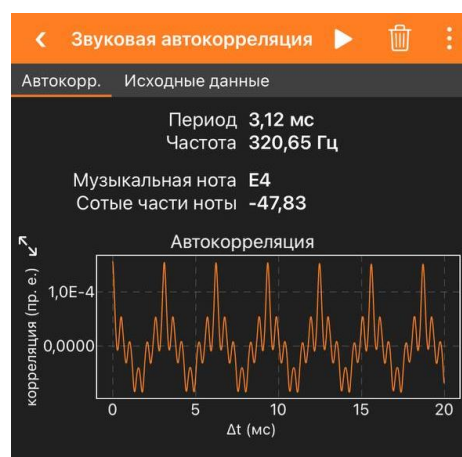 Звуковая автокорреляция
Автокорр. Исходные данные
Период 3,12 мс
Частота 320,65 Гц
Музыкальная нота E4
Сотые части ноты -47,83
Автокорреляция
корреляция (пр. е.)
1,0E-4
0,0000
0 5 10 15 20
Δt (мс)